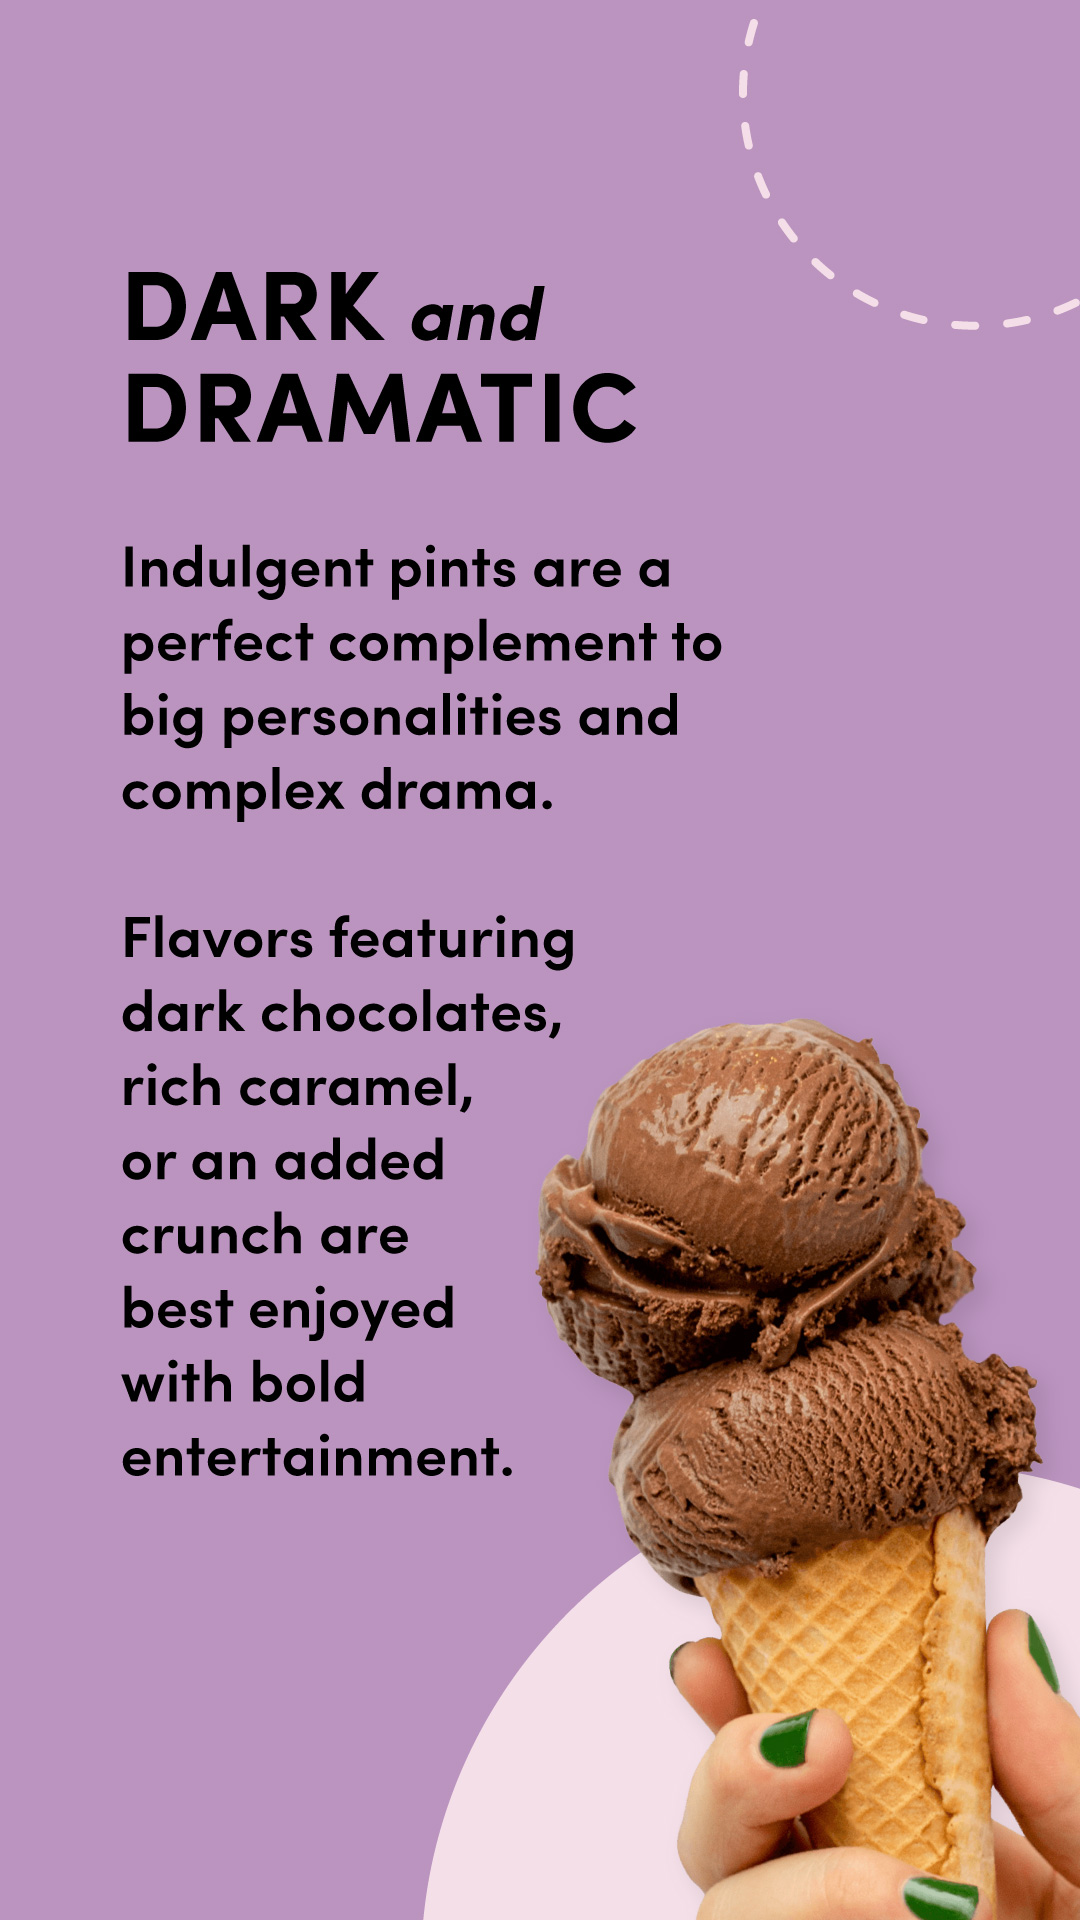 DARK and
DRAMATIC
Indulgent pints are a
perfect complement to
big personalities and
complex drama.
Flavors featuring
dark chocolates,
rich caramel,
or an added
crunch are
best enjoyed
with bold
entertainment.